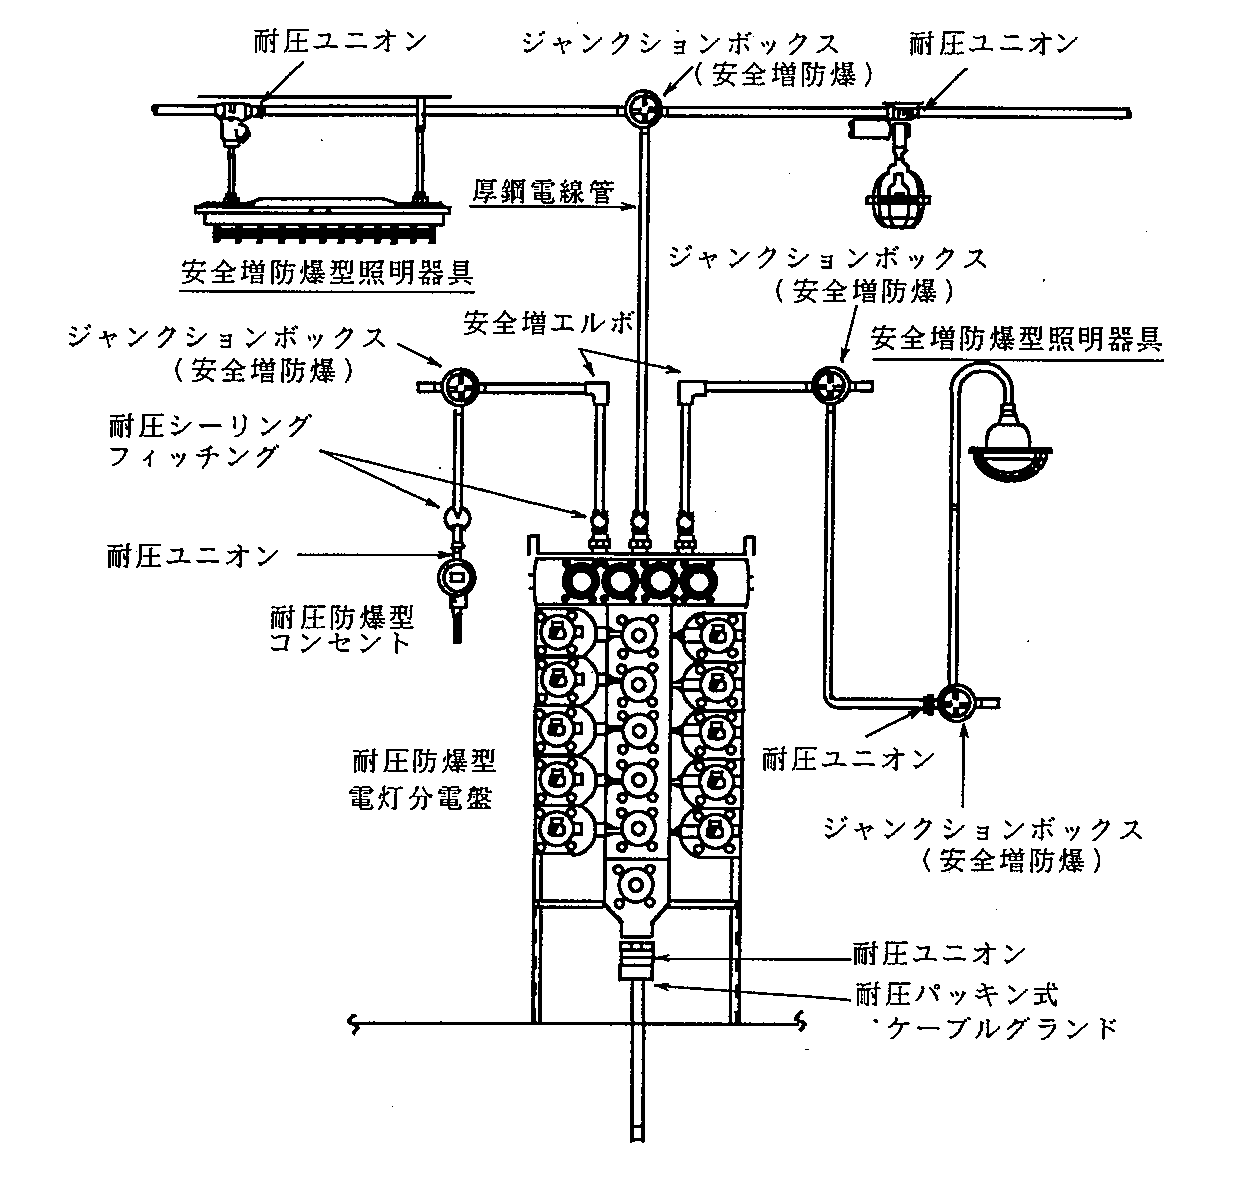 耐圧ユニオン
ジャンクションボックス
(安全増防爆)
耐圧ユニオン
厚鋼電線管
安全増防爆型照明器具
ジャンクションボックス
(安全増防爆)
安全増エルボ
ジャンクションボックス
(安全増防爆)
安全増防爆型照明器具
耐圧シーリング
フィッチング
耐圧ユニオン
耐圧防爆型
コンセント
耐圧防爆型
電灯分電盤
耐圧ユニオン
ジャンクションボックス
(安全増防爆)
耐圧ユニオン
耐圧パッキン式
ケーブルグランド